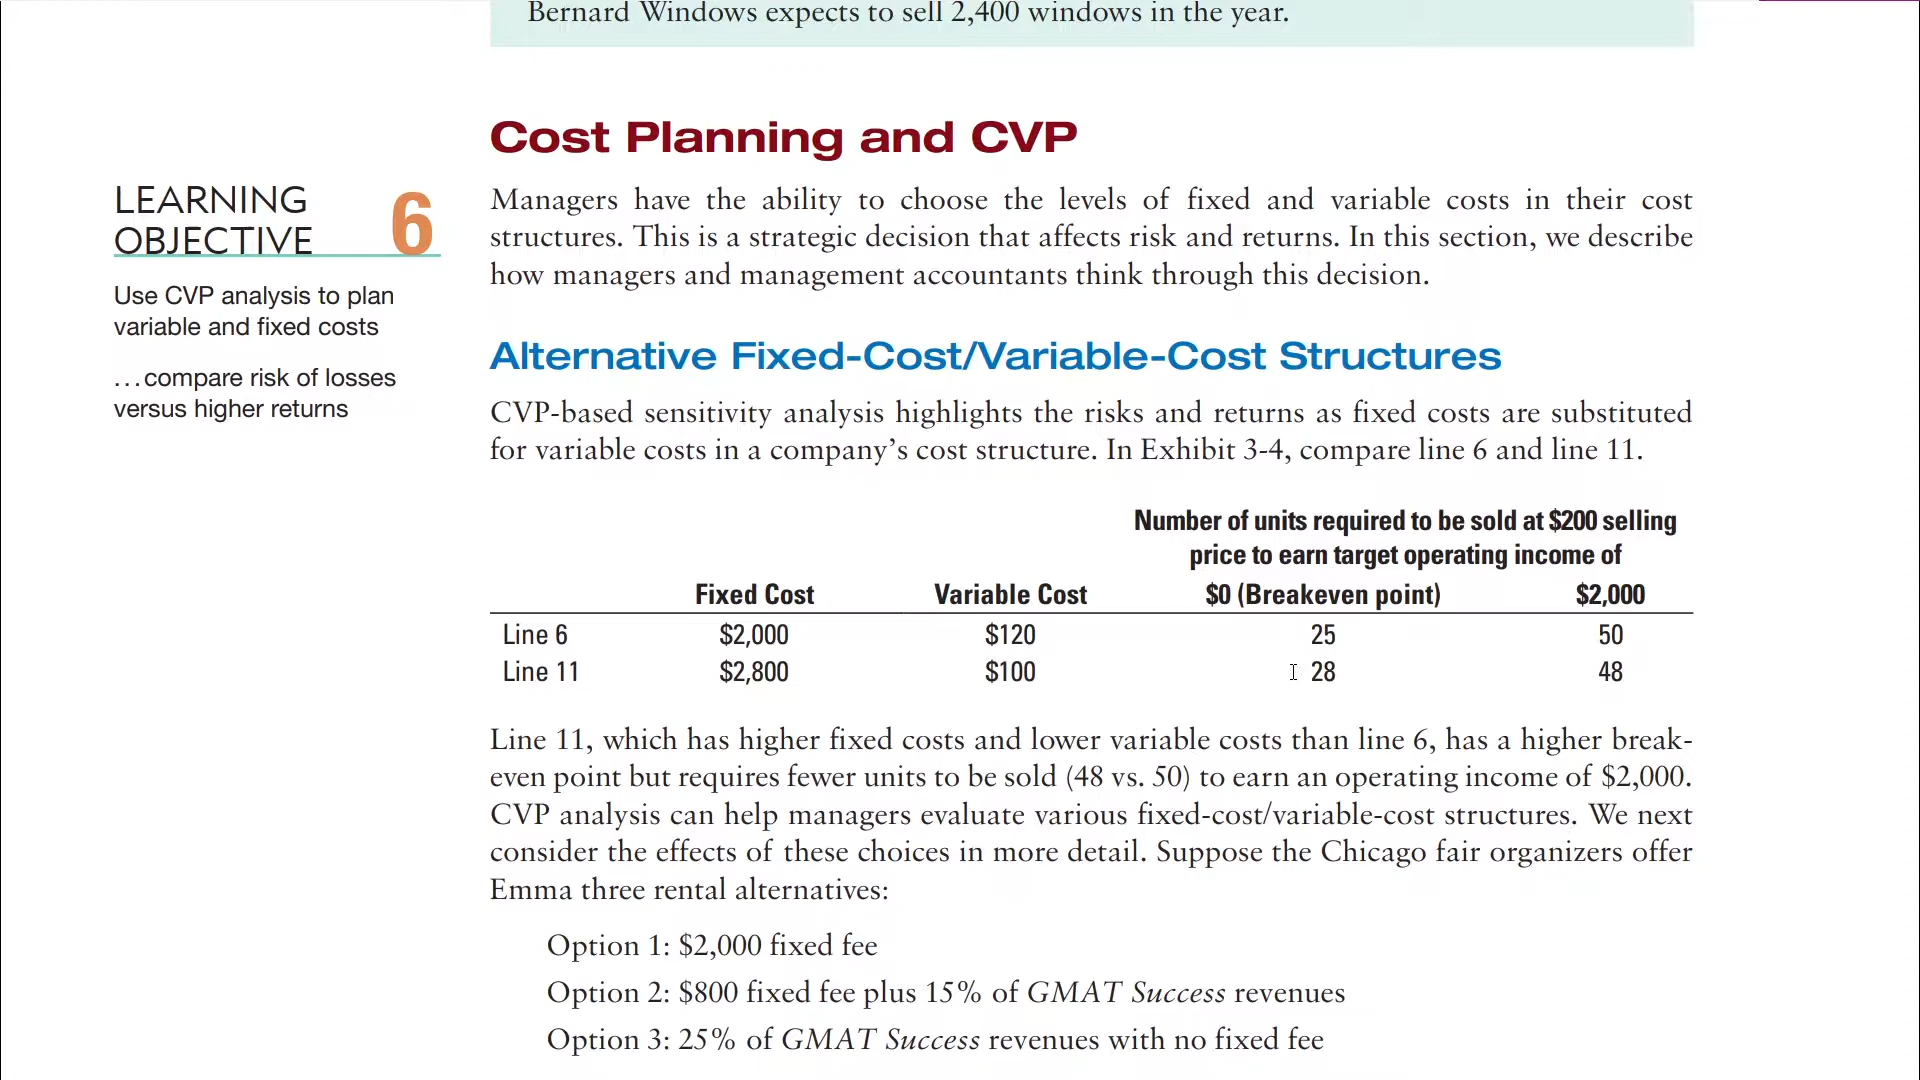 Bernard Windows expects to sell 2,400 windows in the year.
Cost Planning and CVP
LEARNING
OBJECTIVE 6
Use CVP analysis to plan
variable and fixed costs
...compare risk of losses
versus higher returns
Managers have the ability to choose the levels of fixed and variable costs in their cost
structures. This is a strategic decision that affects risk and returns. In this section, we describe
how managers and management accountants think through this decision.
Alternative Fixed-Cost/Variable-Cost Structures
CVP-based sensitivity analysis highlights the risks and returns as fixed costs are substituted
for variable costs in a company’s cost structure. In Exhibit 3-4, compare line 6 and line 11.
Number of units required to be sold at $200 selling
price to earn target operating income of
Fixed Cost Variable Cost $0 (Breakeven point) $2,000
Line 6 $2,000 $120 25 50
Line 11 $2,800 $100 28 48
Line 11, which has higher fixed costs and lower variable costs than line 6, has a higher break-
even point but requires fewer units to be sold (48 vs. 50) to earn an operating income of $2,000.
CVP analysis can help managers evaluate various fixed-cost/variable-cost structures. We next
consider the effects of these choices in more detail. Suppose the Chicago fair organizers offer
Emma three rental alternatives:
Option 1: $2,000 fixed fee
Option 2: $800 fixed fee plus 15% of GMAT Success revenues
Option 3: 25% of GMAT Success revenues with no fixed fee